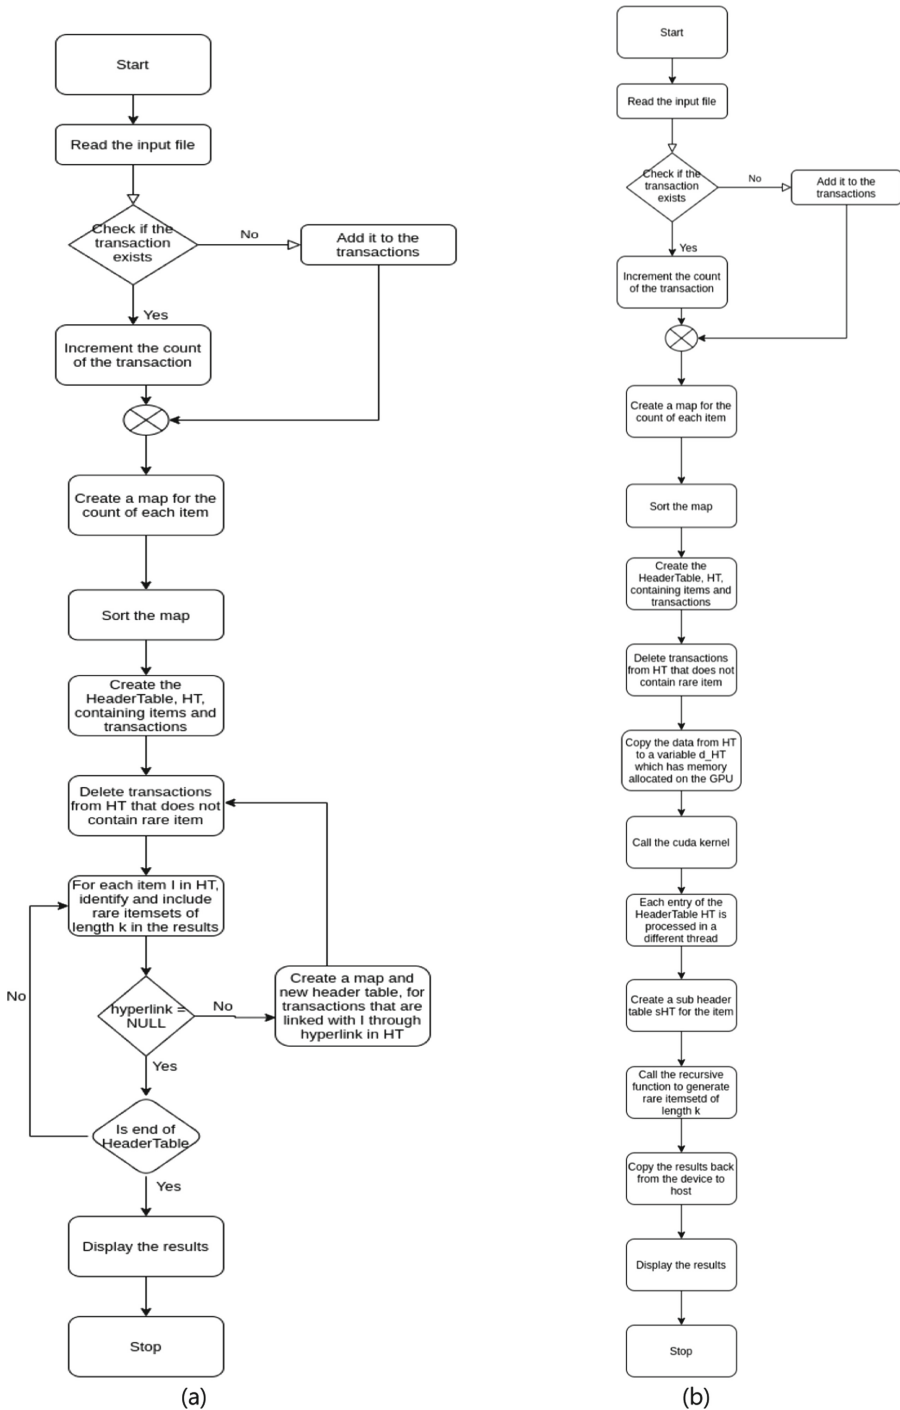 Start
Read the input file
Check if the
transaction
exists
No
Add it to the
transactions
Yes
Increment the count
of the transaction
Create a map for the
count of each item
Sort the map
Create the
HeaderTable, HT,
containing items and
transactions
Delete transactions
from HT that does not
contain rare item
For each item I in HT,
identify and include
rare itemsets of
length k in the results
No
hyperlink =
NULL
No
Create a map and
new header table, for
transactions that are
linked with I through
hyperlink in HT
Yes
Is end of
HeaderTable
Yes
Display the results
Stop
(a)
Start
Read the input file
Check if the
transaction
exists
No
Add it to the
transactions
Yes
Increment the count
of the transaction
Create a map for the
count of each item
Sort the map
Create the
HeaderTable, HT,
containing items and
transactions
Delete transactions
from HT that does not
contain rare item
Copy the data from HT
to a variable d_HT
which has memory
allocated on the GPU
Call the cuda kernel
Each entry of the
HeaderTable HT is
processed in a
different thread
Create a sub header
table sHT for the item
Call the recursive
function to generate
rare itemsetd of
length k
Copy the results back
from the device to
host
Display the results
Stop
(b)